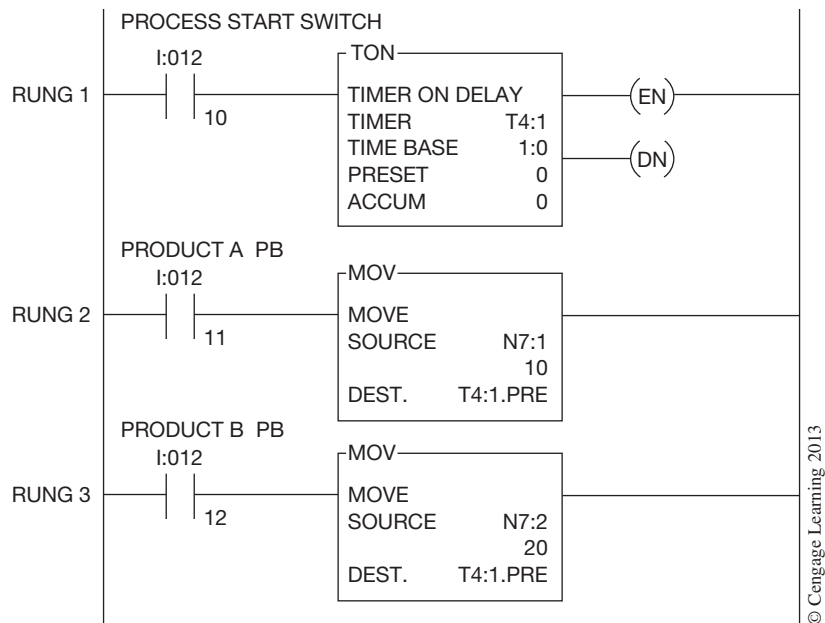 PROCESS START SWITCH
I:012
TON
RUNG 1
10
TIMER ON DELAY
TIMER T4:1
TIME BASE 1:0
PRESET 0
ACCUM 0
EN
DN
PRODUCT A PB
I:012
MOV
RUNG 2
11
MOVE
SOURCE N7:1
10
DEST. T4:1.PRE
PRODUCT B PB
I:012
MOV
RUNG 3
12
MOVE
SOURCE N7:2
20
DEST. T4:1.PRE
© Cengage Learning 2013